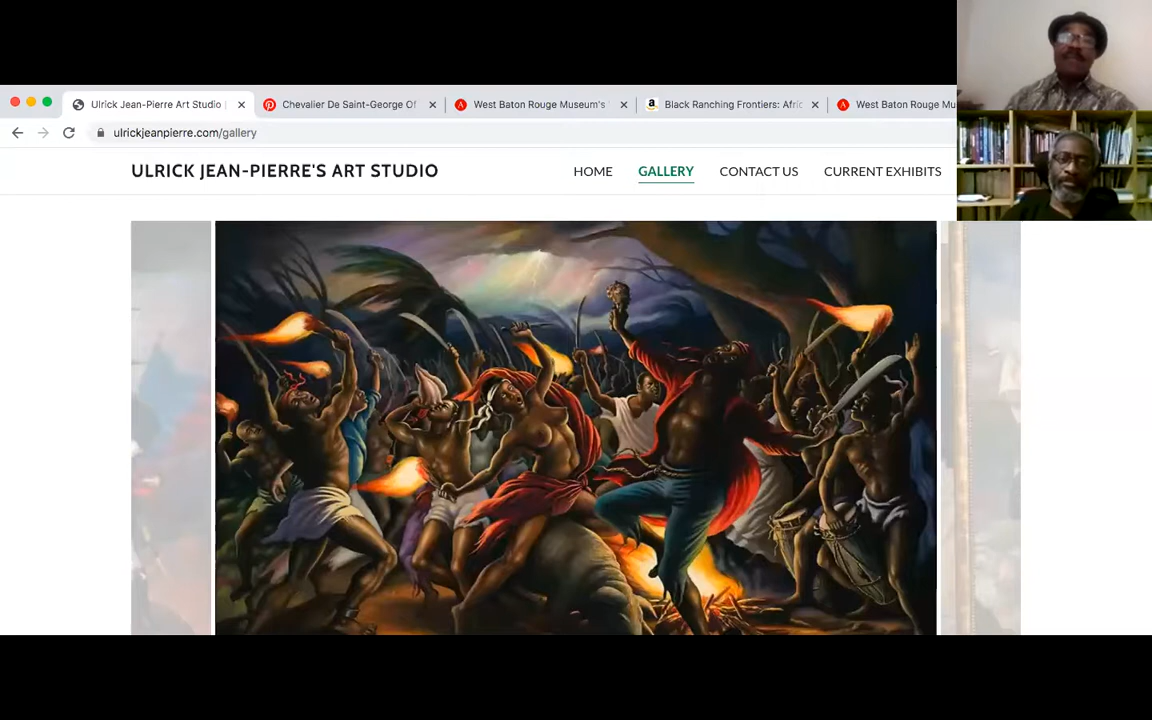 Ulrick Jean-Pierre Art Studio |
Chevalier De Saint-George Of
West Baton Rouge Museum's
Black Ranching Frontiers: Afri
West Baton Rouge Mu
ulrickjeanpierre.com/gallery
ULRICK JEAN-PIERRE'S ART STUDIO
HOME
GALLERY
CONTACT US
CURRENT EXHIBITS